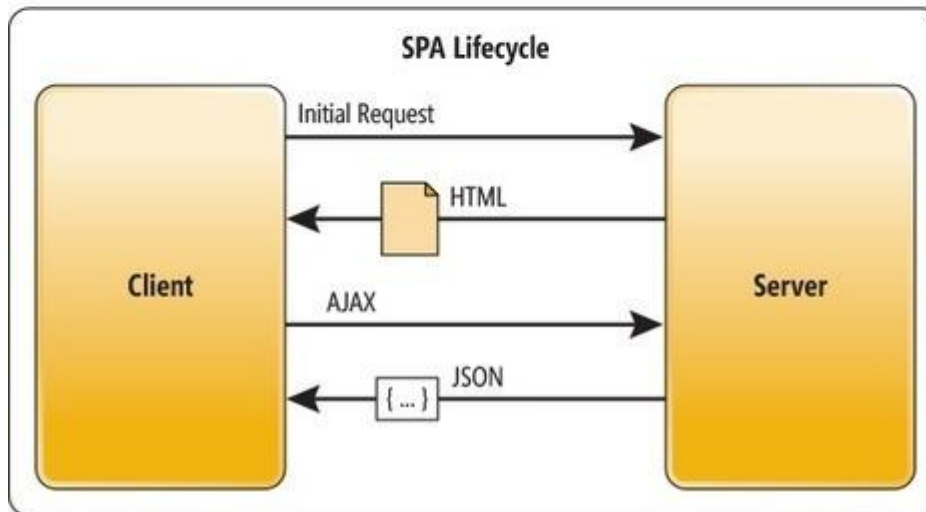 SPA Lifecycle
Initial Request
HTML
Client
Server
AJAX
JSON
{ ... }